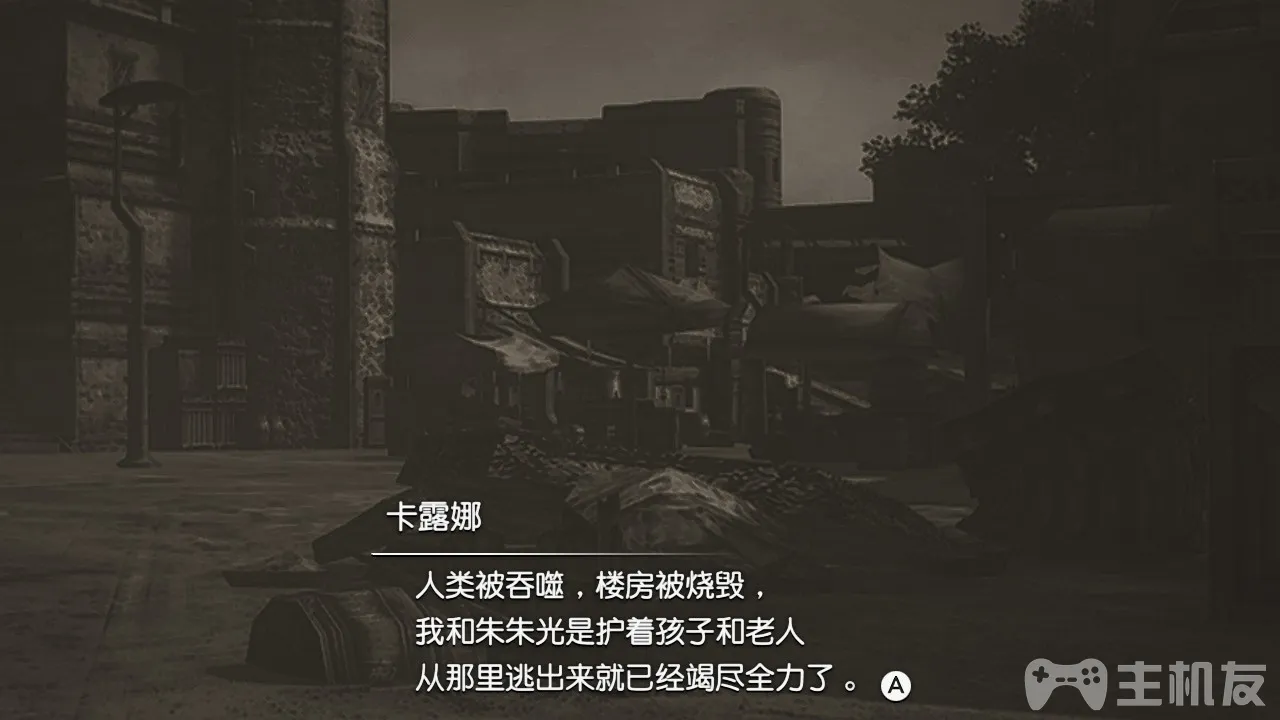 卡露娜
人类被吞噬，楼房被烧毁，
我和朱朱光是护着孩子和老人
从那里逃出来就已经竭尽全力了。 A
主机友